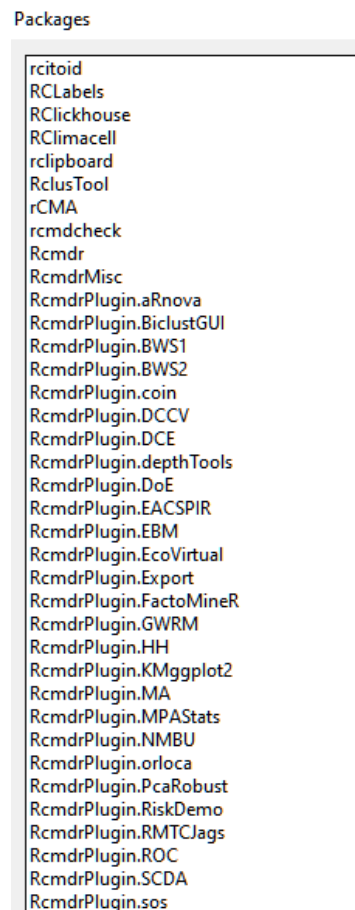 Packages
rcitoid
RCLabels
RClickhouse
RClimacell
rclipboard
RclusTool
rCMA
rcmdcheck
Rcmdr
RcmdrMisc
RcmdrPlugin.aRnova
RcmdrPlugin.BiclustGUI
RcmdrPlugin.BWS1
RcmdrPlugin.BWS2
RcmdrPlugin.coin
RcmdrPlugin.DCCV
RcmdrPlugin.DCE
RcmdrPlugin.depthTools
RcmdrPlugin.DoE
RcmdrPlugin.EACSPIR
RcmdrPlugin.EBM
RcmdrPlugin.EcoVirtual
RcmdrPlugin.Export
RcmdrPlugin.FactoMineR
RcmdrPlugin.GWRM
RcmdrPlugin.HH
RcmdrPlugin.KMggplot2
RcmdrPlugin.MA
RcmdrPlugin.MPAStats
RcmdrPlugin.NMBU
RcmdrPlugin.orloca
RcmdrPlugin.PcaRobust
RcmdrPlugin.RiskDemo
RcmdrPlugin.RMTCJags
RcmdrPlugin.ROC
RcmdrPlugin.SCDA
RcmdrPlugin.sos